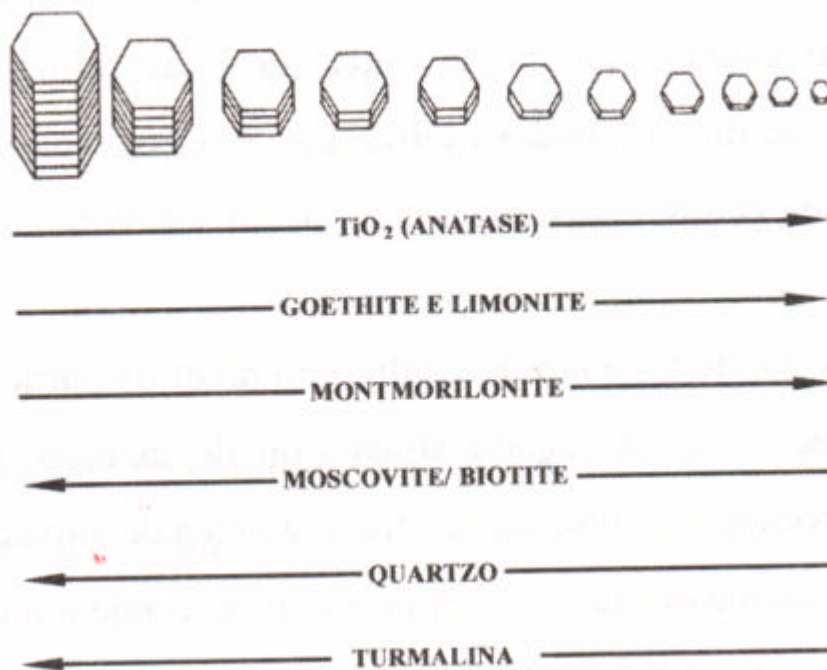 TiO₂ (ANATASE)
GOETHITE E LIMONITE
MONTMORILONITE
MOSCOVITE/ BIOTITE
QUARTZO
TURMALINA